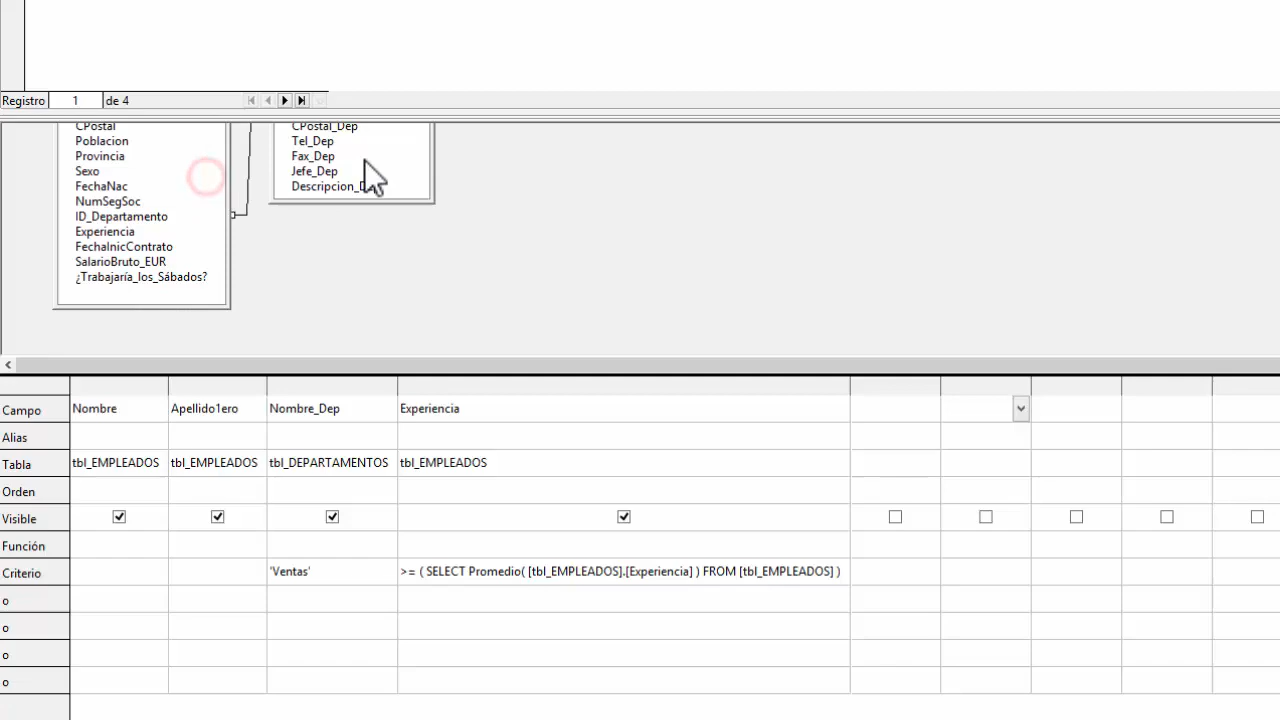 Registro 1 de 4
CPostal
Poblacion
Provincia
Sexo
FechaNac
NumSegSoc
ID_Departamento
Experiencia
FechaInicContrato
SalarioBruto_EUR
¿Trabajaría_los_Sábados?
CPostal_Dep
Tel_Dep
Fax_Dep
Jefe_Dep
Campo Nombre Apellido1ero Nombre_Dep Experiencia
Alias
Tabla tbl_EMPLEADOS tbl_EMPLEADOS tbl_DEPARTAMENTOS tbl_EMPLEADOS
Orden
Visible
Función
Criterio 'Ventas' >= ( SELECT Promedio( [tbl_EMPLEADOS].[Experiencia] ) FROM [tbl_EMPLEADOS] )
o
o
o
o